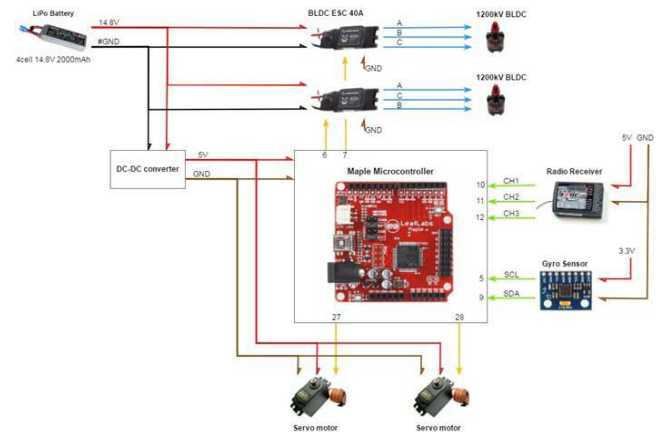 LiPo Battery
14.8V
#GND
4cell 14.8V 2000mAh
BLDC ESC 40A
A
B
C
1200kV BLDC
GND
A
C
B
1200kV BLDC
GND
6 7
DC-DC converter
5V
GND
Maple Microcontroller
LeafLabs
Maple
10 CH1
11 CH2
12 CH3
5V GND
Radio Receiver
3.3V
Gyro Sensor
5 SCL
9 SDA
27 28
Servo motor
Servo motor